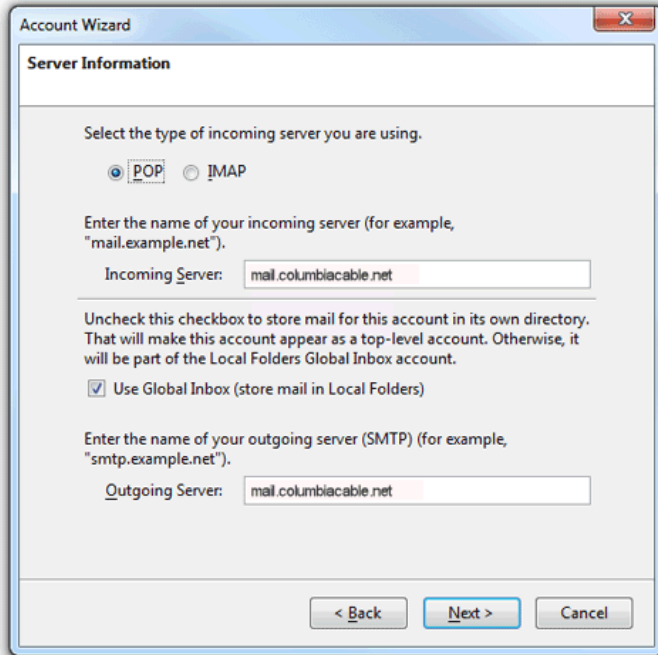 Account Wizard
Server Information
Select the type of incoming server you are using.
POP IMAP
Enter the name of your incoming server (for example,
"mail.example.net").
Incoming Server: mail.columbiacable.net
Uncheck this checkbox to store mail for this account in its own directory.
That will make this account appear as a top-level account. Otherwise, it
will be part of the Local Folders Global Inbox account.
Use Global Inbox (store mail in Local Folders)
Enter the name of your outgoing server (SMTP) (for example,
"smtp.example.net").
Outgoing Server: mail.columbiacable.net
< Back Next > Cancel